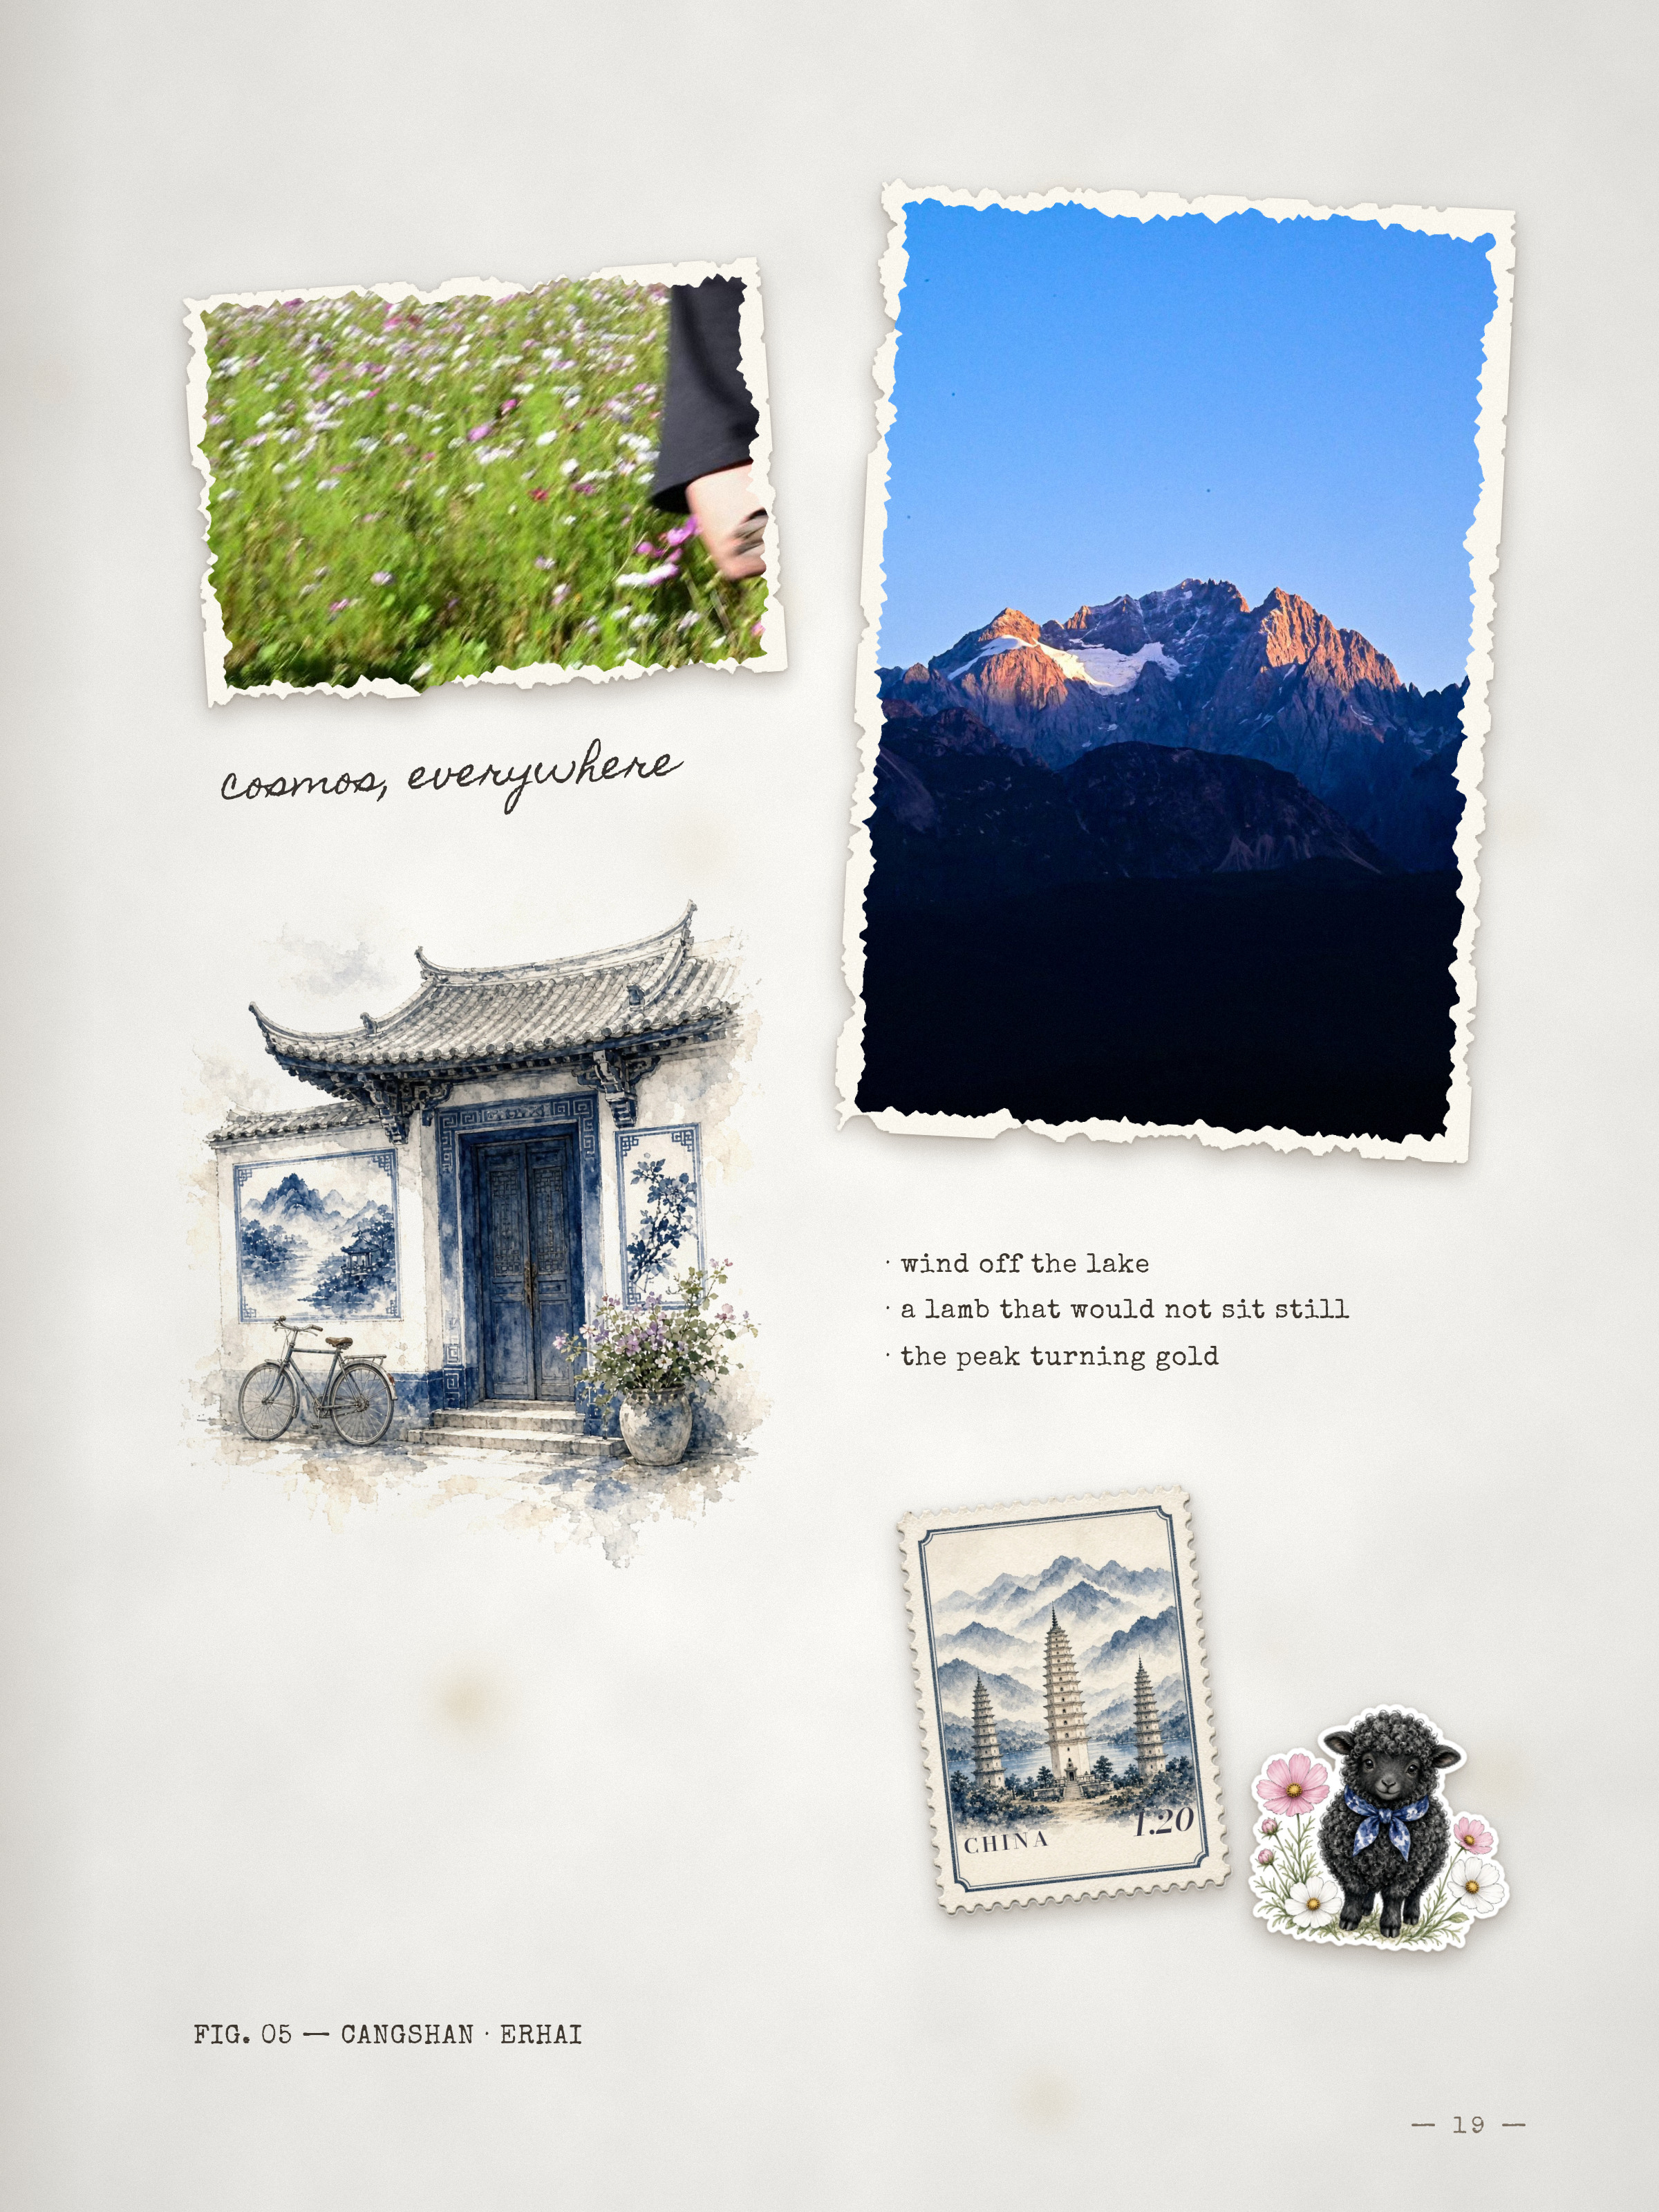 cosmos, everywhere
· wind off the lake
· a lamb that would not sit still
· the peak turning gold
CHINA
1.20
FIG. 05 — CANGSHAN · ERHAI
— 19 —